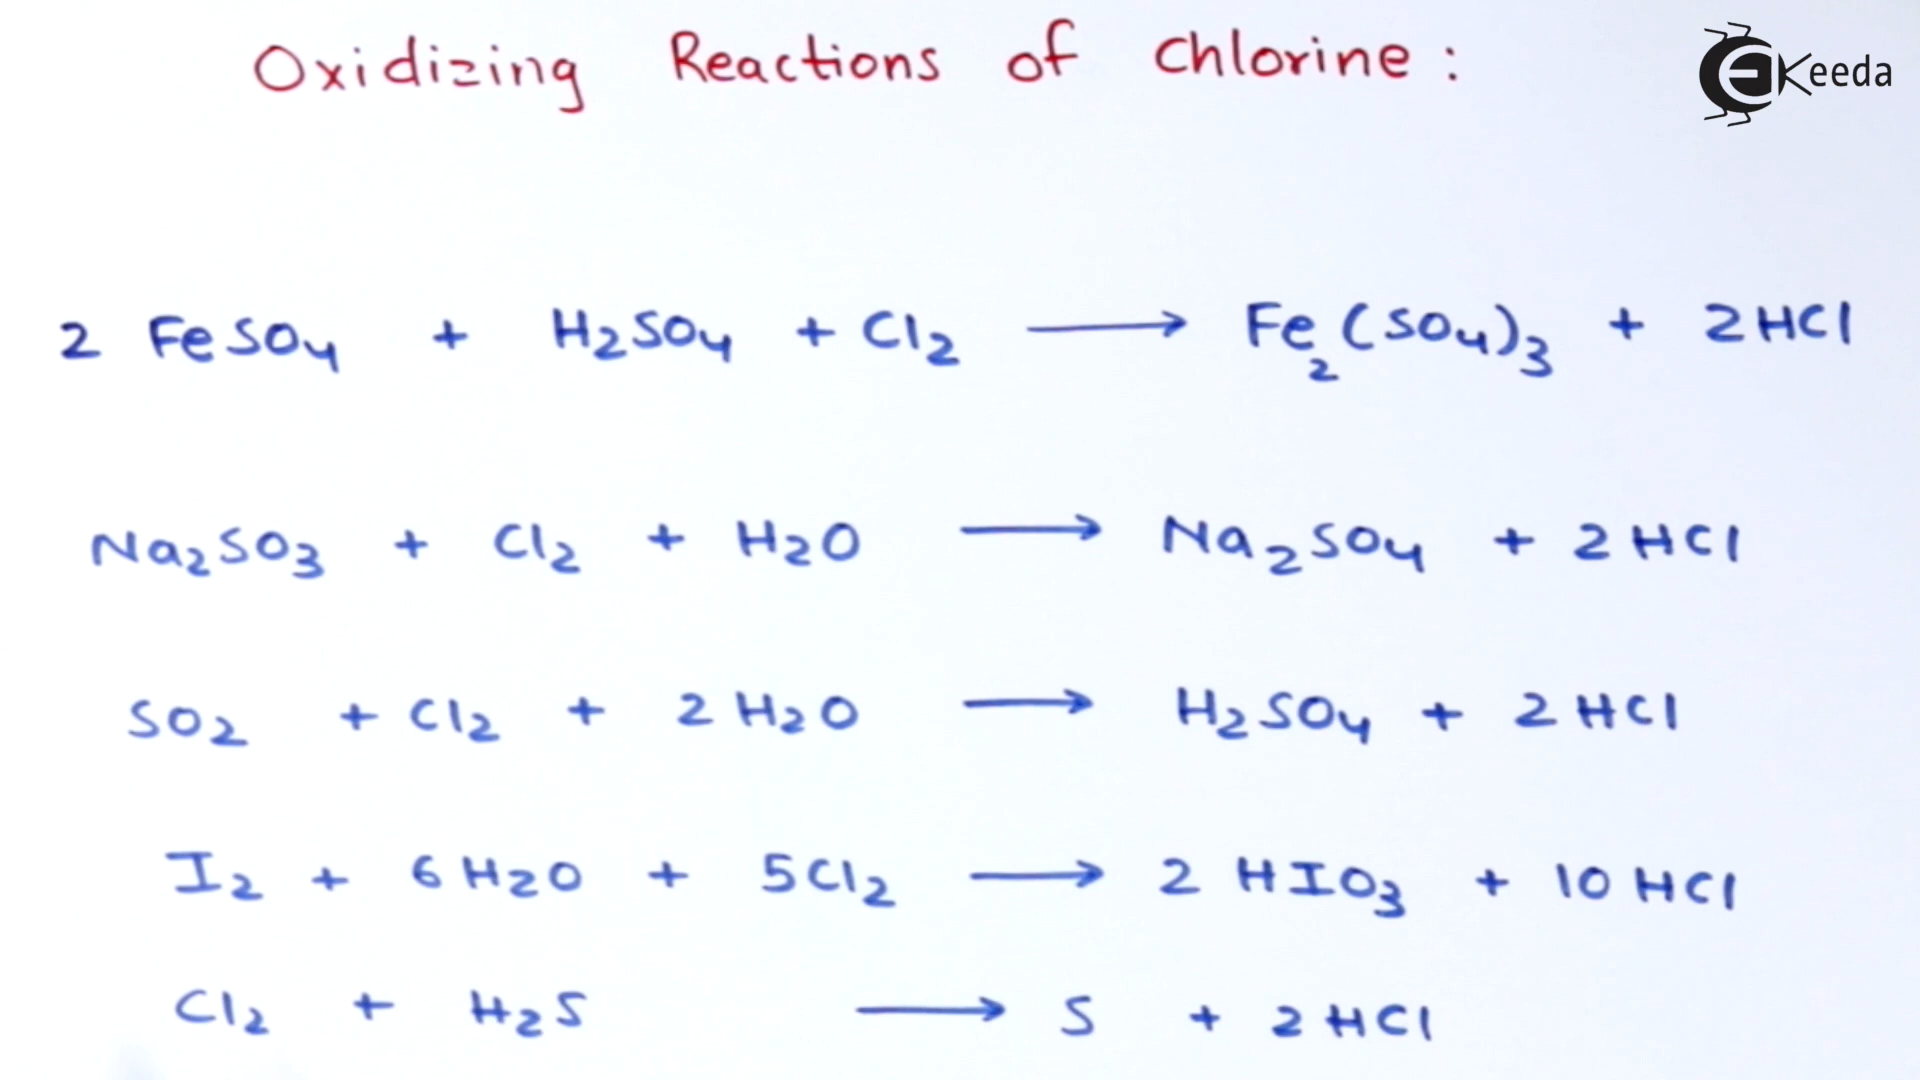 Oxidizing Reactions of Chlorine :
EKeeda
2 FeSO₄ + H₂SO₄ + Cl₂ ⟶ Fe₂(SO₄)₃ + 2HCl
Na₂SO₃ + Cl₂ + H₂O ⟶ Na₂SO₄ + 2HCl
SO₂ + Cl₂ + 2H₂O ⟶ H₂SO₄ + 2HCl
I₂ + 6H₂O + 5Cl₂ ⟶ 2HIO₃ + 10HCl
Cl₂ + H₂S ⟶ S + 2HCl